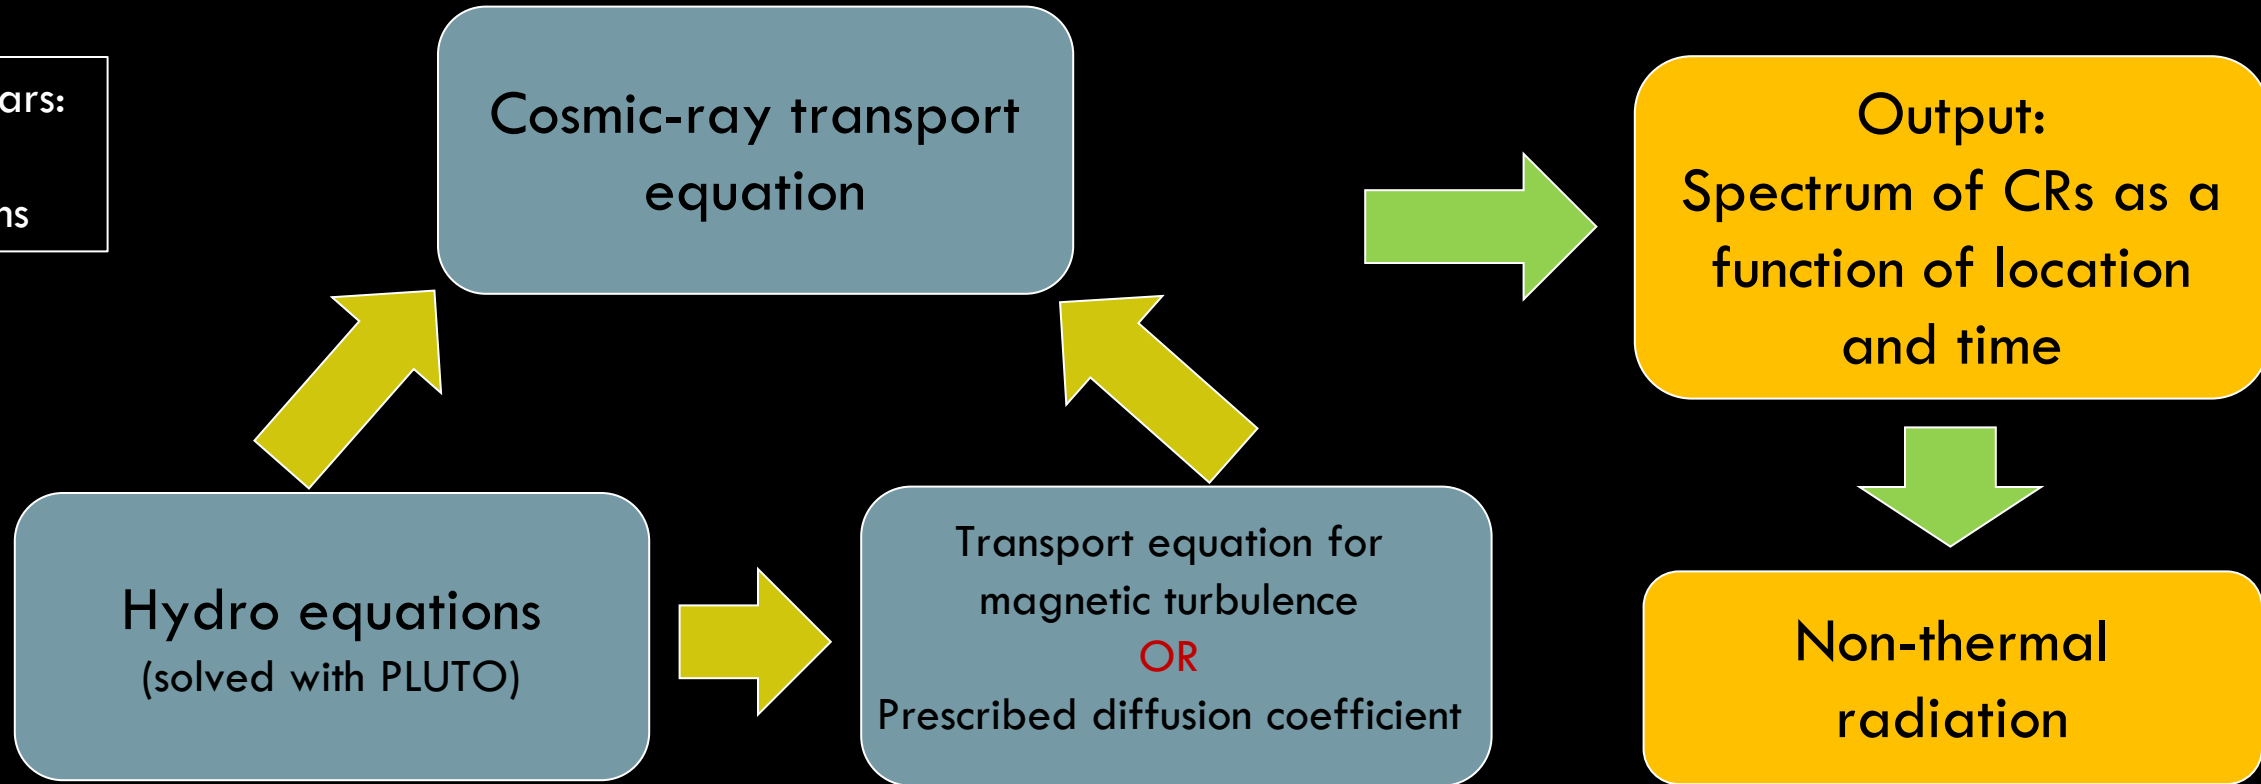 ars:
ns
Cosmic-ray transport
equation
Output:
Spectrum of CRs as a
function of location
and time
Hydro equations
(solved with PLUTO)
Transport equation for
magnetic turbulence
OR
Prescribed diffusion coefficient
Non-thermal
radiation